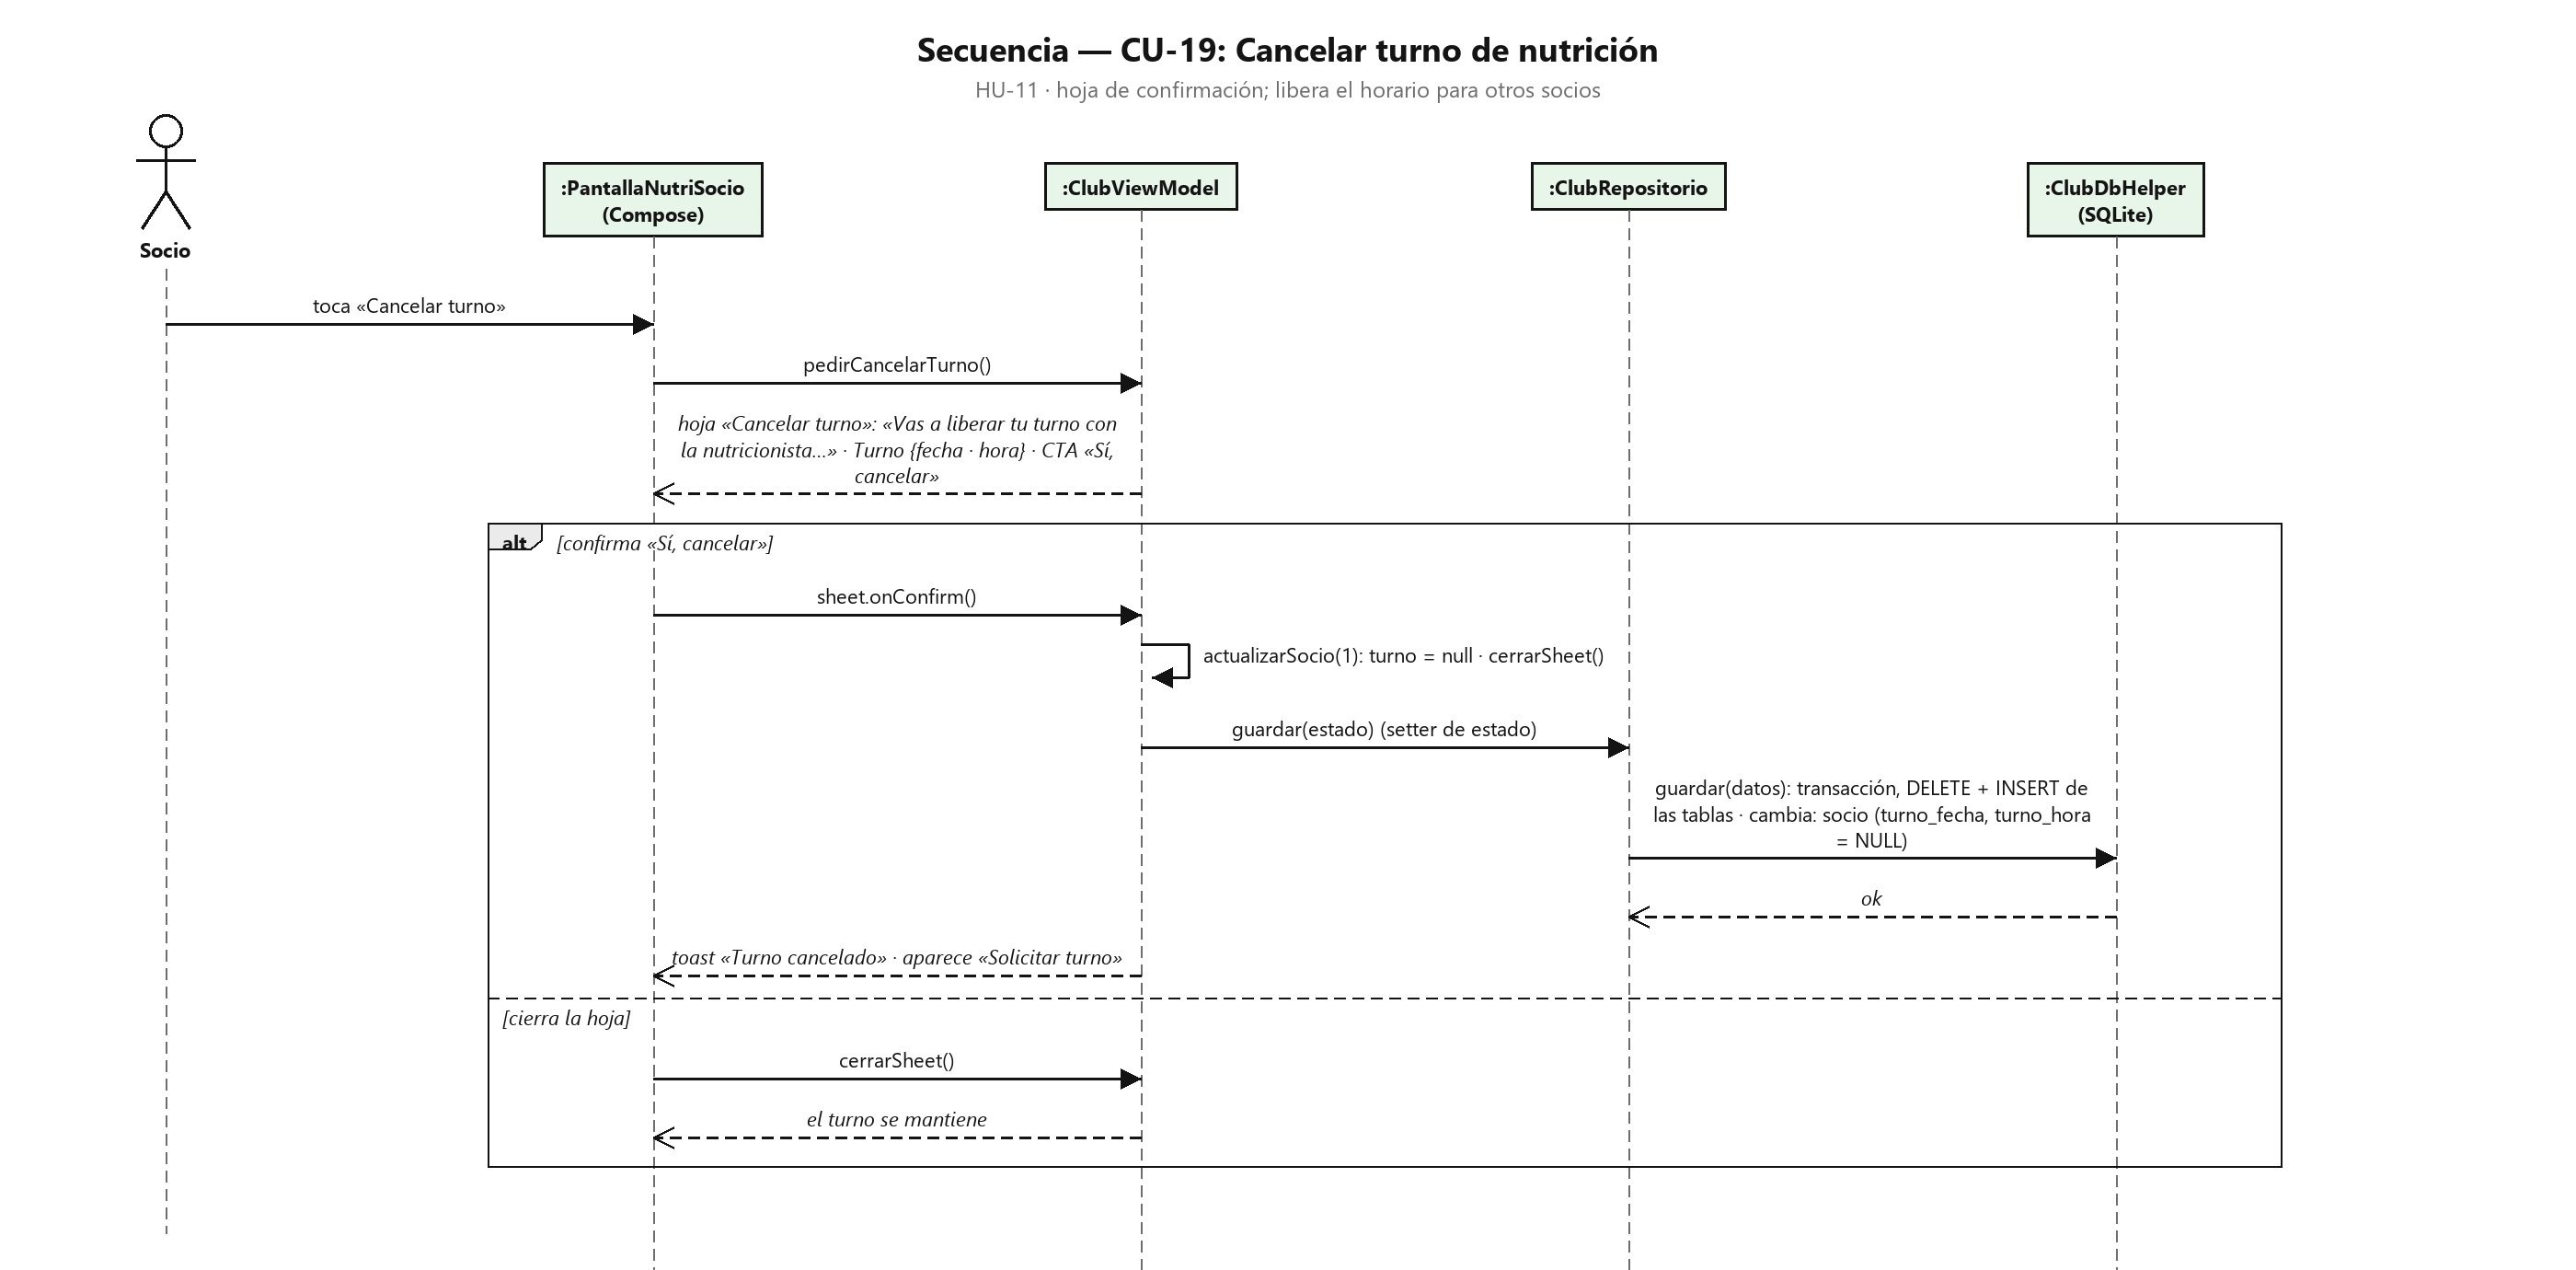 Secuencia — CU-19: Cancelar turno de nutrición
HU-11 · hoja de confirmación; libera el horario para otros socios
Socio
:PantallaNutriSocio
(Compose)
:ClubViewModel
:ClubRepositorio
:ClubDbHelper
(SQLite)
toca «Cancelar turno»
pedirCancelarTurno()
hoja «Cancelar turno»: «Vas a liberar tu turno con
la nutricionista...» · Turno {fecha · hora} · CTA «Sí,
cancelar»
alt [confirma «Sí, cancelar»]
sheet.onConfirm()
actualizarSocio(1): turno = null · cerrarSheet()
guardar(estado) (setter de estado)
guardar(datos): transacción, DELETE + INSERT de
las tablas · cambia: socio (turno_fecha, turno_hora
= NULL)
ok
toast «Turno cancelado» · aparece «Solicitar turno»
[cierra la hoja]
cerrarSheet()
el turno se mantiene